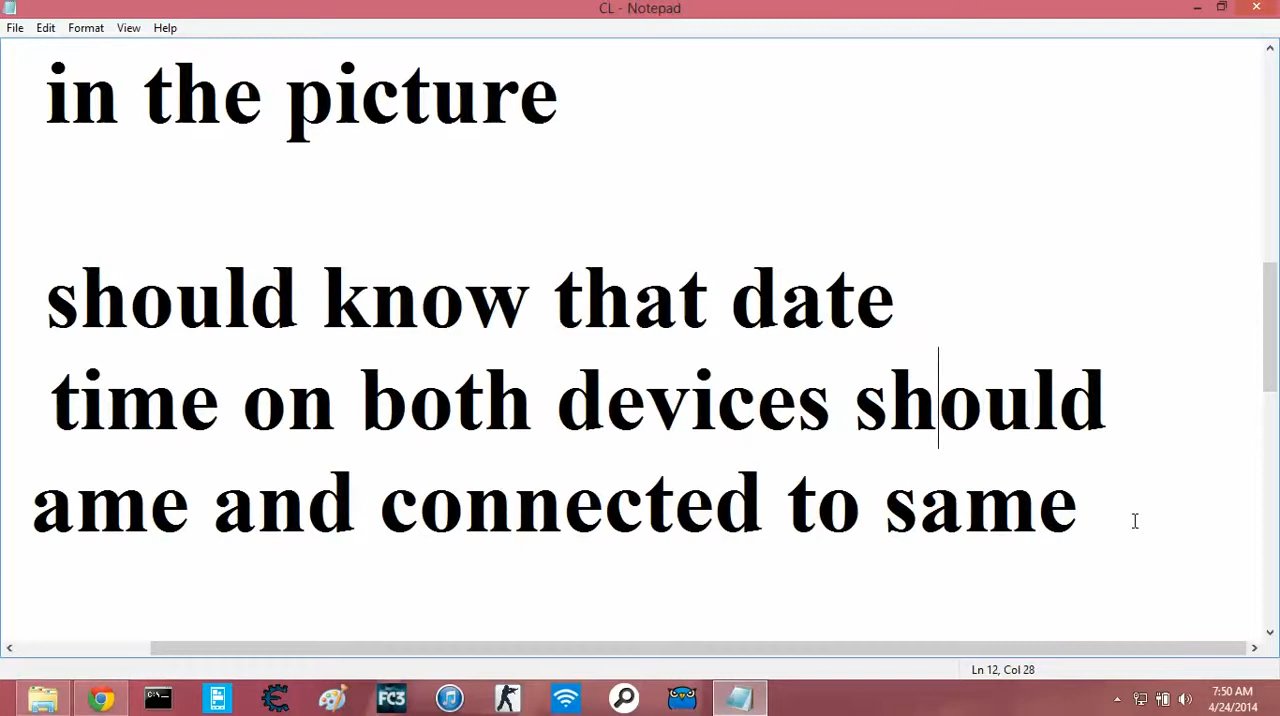 CL - Notepad
File Edit Format View Help
in the picture
should know that date
time on both devices should
ame and connected to same
Ln 12, Col 28
FC3
7:50 AM
4/24/2014